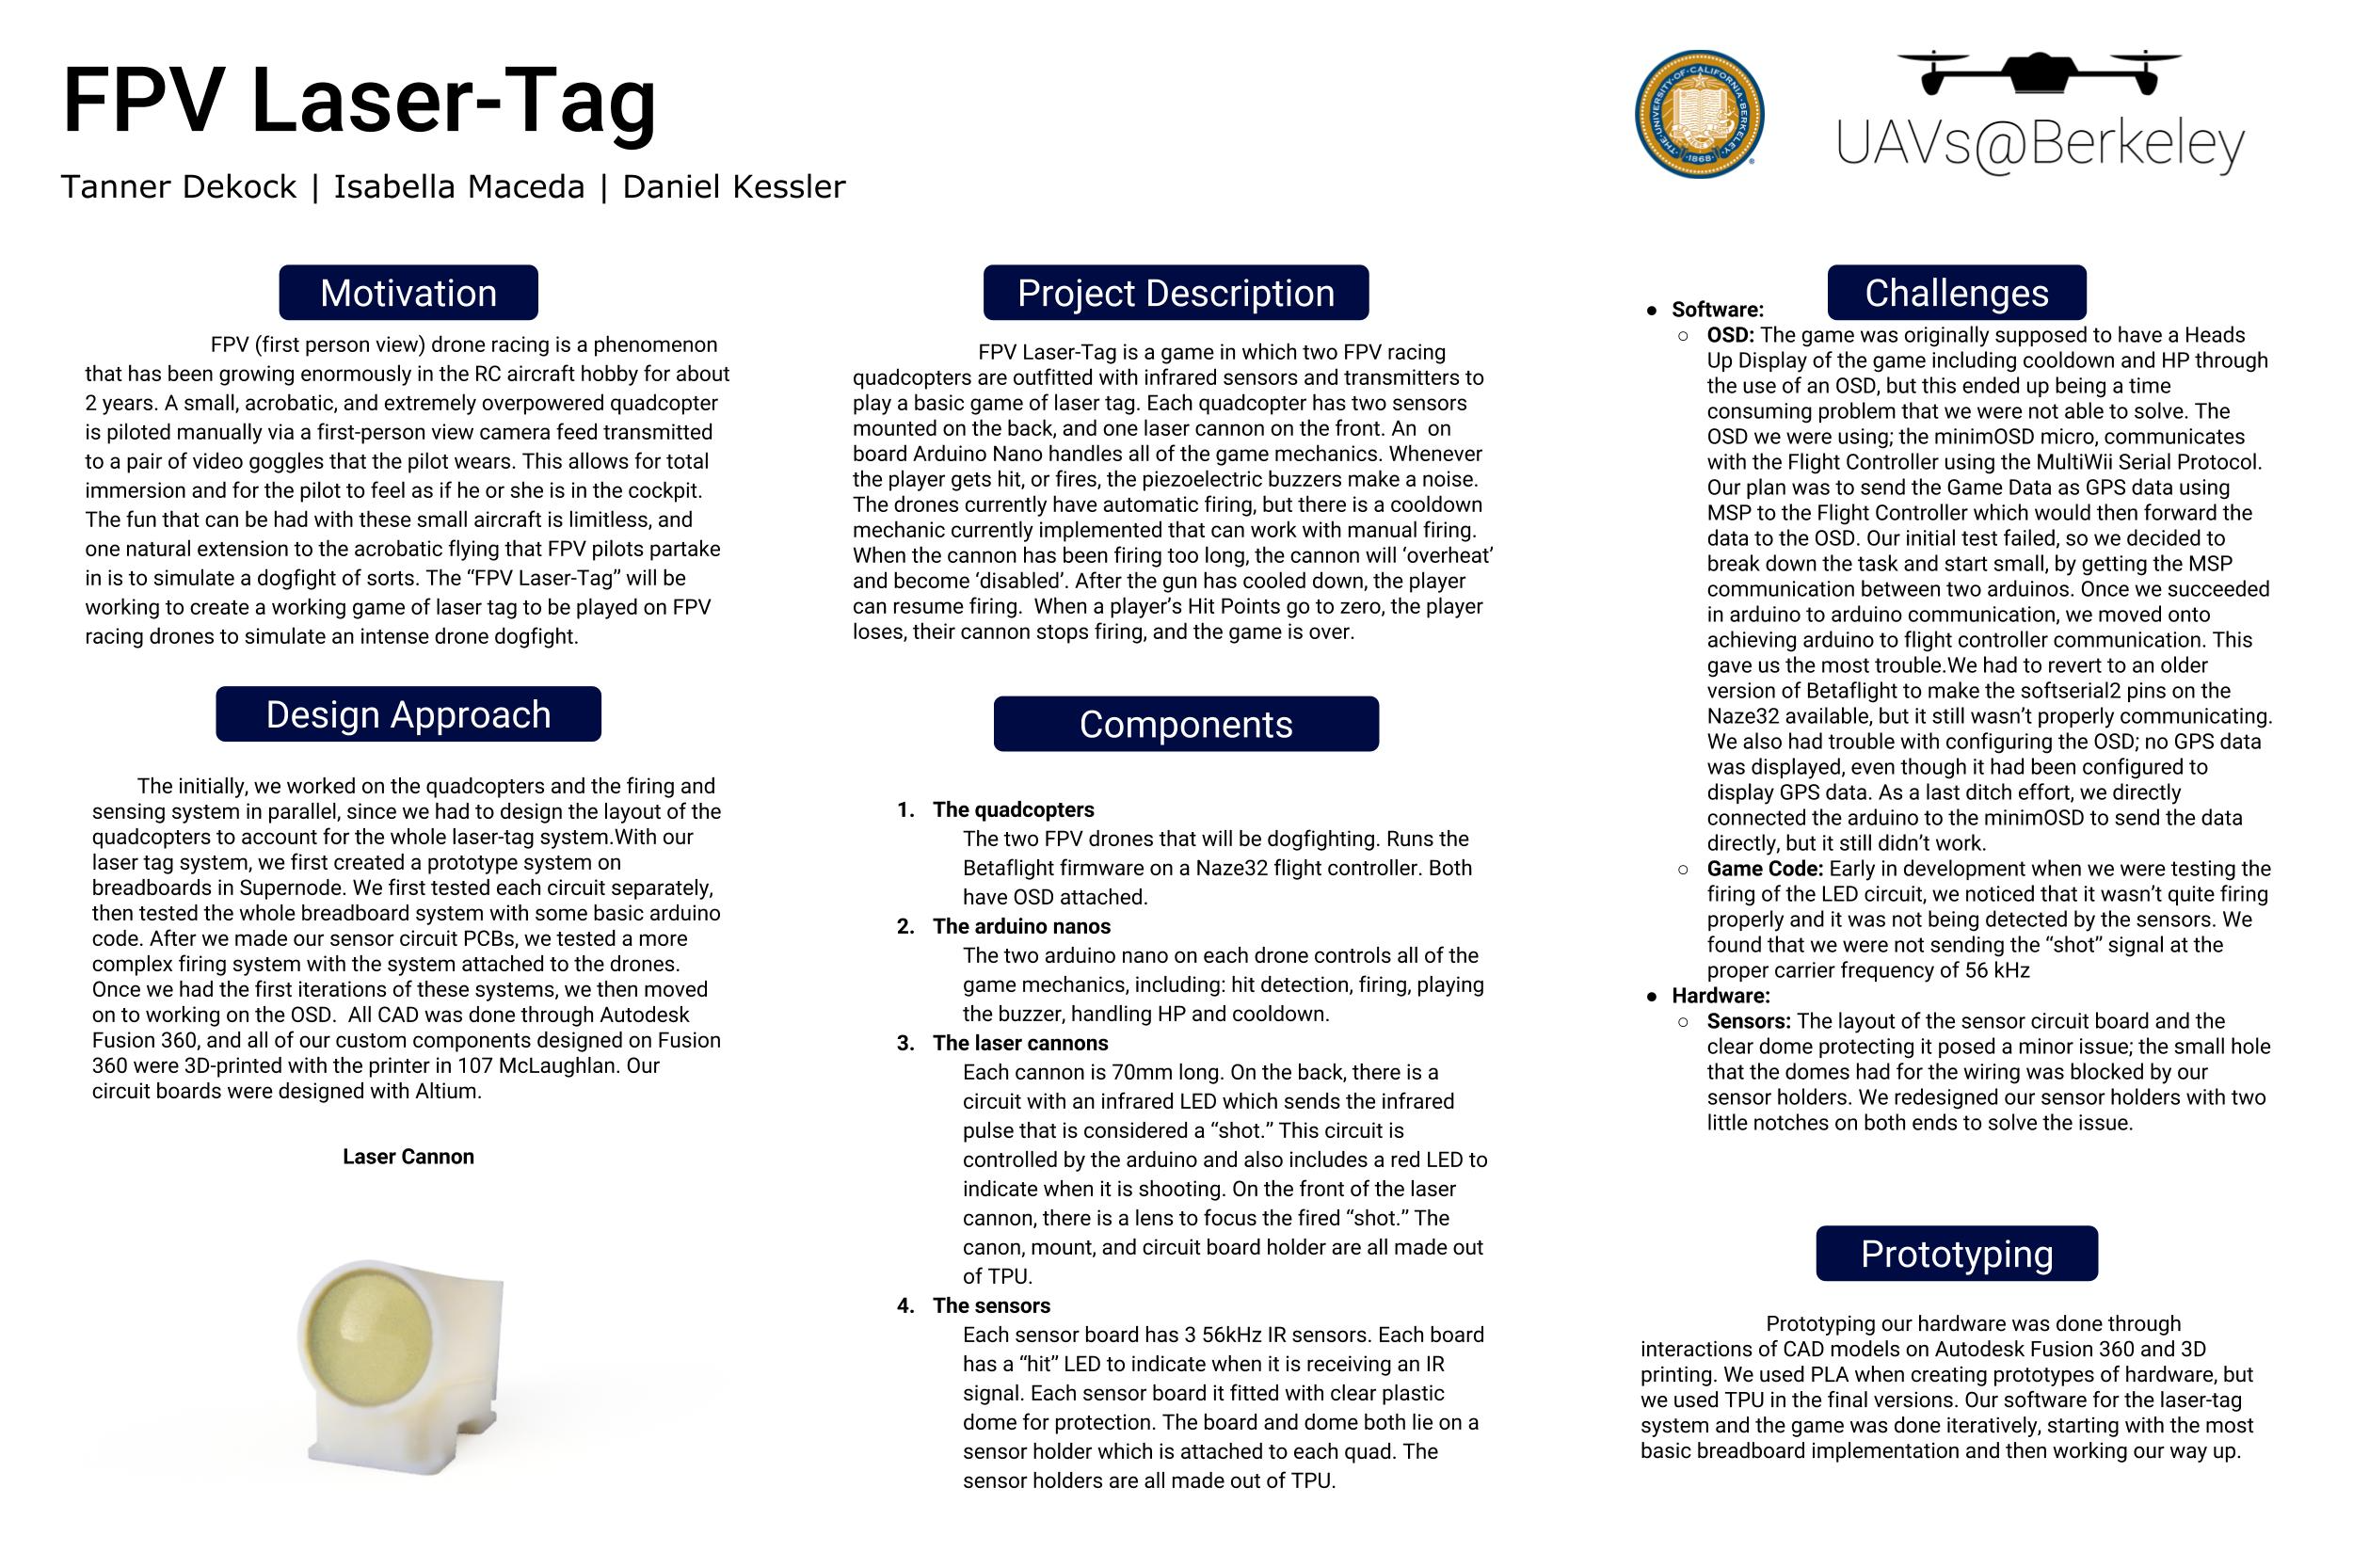 FPV Laser-Tag
Tanner Dekock | Isabella Maceda | Daniel Kessler
THE·UNIVERSITY·OF·CALIFORNIA·BERKELEY
·1868·
UAVs@Berkeley
Motivation
FPV (first person view) drone racing is a phenomenon
that has been growing enormously in the RC aircraft hobby for about
2 years. A small, acrobatic, and extremely overpowered quadcopter
is piloted manually via a first-person view camera feed transmitted
to a pair of video goggles that the pilot wears. This allows for total
immersion and for the pilot to feel as if he or she is in the cockpit.
The fun that can be had with these small aircraft is limitless, and
one natural extension to the acrobatic flying that FPV pilots partake
in is to simulate a dogfight of sorts. The “FPV Laser-Tag” will be
working to create a working game of laser tag to be played on FPV
racing drones to simulate an intense drone dogfight.
Design Approach
The initially, we worked on the quadcopters and the firing and
sensing system in parallel, since we had to design the layout of the
quadcopters to account for the whole laser-tag system.With our
laser tag system, we first created a prototype system on
breadboards in Supernode. We first tested each circuit separately,
then tested the whole breadboard system with some basic arduino
code. After we made our sensor circuit PCBs, we tested a more
complex firing system with the system attached to the drones.
Once we had the first iterations of these systems, we then moved
on to working on the OSD.  All CAD was done through Autodesk
Fusion 360, and all of our custom components designed on Fusion
360 were 3D-printed with the printer in 107 McLaughlan. Our
circuit boards were designed with Altium.
Laser Cannon
Project Description
FPV Laser-Tag is a game in which two FPV racing
quadcopters are outfitted with infrared sensors and transmitters to
play a basic game of laser tag. Each quadcopter has two sensors
mounted on the back, and one laser cannon on the front. An  on
board Arduino Nano handles all of the game mechanics. Whenever
the player gets hit, or fires, the piezoelectric buzzers make a noise.
The drones currently have automatic firing, but there is a cooldown
mechanic currently implemented that can work with manual firing.
When the cannon has been firing too long, the cannon will ‘overheat’
and become ‘disabled’. After the gun has cooled down, the player
can resume firing.  When a player’s Hit Points go to zero, the player
loses, their cannon stops firing, and the game is over.
Components
1. The quadcopters
The two FPV drones that will be dogfighting. Runs the
Betaflight firmware on a Naze32 flight controller. Both
have OSD attached.
2. The arduino nanos
The two arduino nano on each drone controls all of the
game mechanics, including: hit detection, firing, playing
the buzzer, handling HP and cooldown.
3. The laser cannons
Each cannon is 70mm long. On the back, there is a
circuit with an infrared LED which sends the infrared
pulse that is considered a “shot.” This circuit is
controlled by the arduino and also includes a red LED to
indicate when it is shooting. On the front of the laser
cannon, there is a lens to focus the fired “shot.” The
canon, mount, and circuit board holder are all made out
of TPU.
4. The sensors
Each sensor board has 3 56kHz IR sensors. Each board
has a “hit” LED to indicate when it is receiving an IR
signal. Each sensor board it fitted with clear plastic
dome for protection. The board and dome both lie on a
sensor holder which is attached to each quad. The
sensor holders are all made out of TPU.
Challenges
● Software:
○ OSD: The game was originally supposed to have a Heads
Up Display of the game including cooldown and HP through
the use of an OSD, but this ended up being a time
consuming problem that we were not able to solve. The
OSD we were using; the minimOSD micro, communicates
with the Flight Controller using the MultiWii Serial Protocol.
Our plan was to send the Game Data as GPS data using
MSP to the Flight Controller which would then forward the
data to the OSD. Our initial test failed, so we decided to
break down the task and start small, by getting the MSP
communication between two arduinos. Once we succeeded
in arduino to arduino communication, we moved onto
achieving arduino to flight controller communication. This
gave us the most trouble.We had to revert to an older
version of Betaflight to make the softserial2 pins on the
Naze32 available, but it still wasn’t properly communicating.
We also had trouble with configuring the OSD; no GPS data
was displayed, even though it had been configured to
display GPS data. As a last ditch effort, we directly
connected the arduino to the minimOSD to send the data
directly, but it still didn’t work.
○ Game Code: Early in development when we were testing the
firing of the LED circuit, we noticed that it wasn’t quite firing
properly and it was not being detected by the sensors. We
found that we were not sending the “shot” signal at the
proper carrier frequency of 56 kHz
● Hardware:
○ Sensors: The layout of the sensor circuit board and the
clear dome protecting it posed a minor issue; the small hole
that the domes had for the wiring was blocked by our
sensor holders. We redesigned our sensor holders with two
little notches on both ends to solve the issue.
Prototyping
Prototyping our hardware was done through
interactions of CAD models on Autodesk Fusion 360 and 3D
printing. We used PLA when creating prototypes of hardware, but
we used TPU in the final versions. Our software for the laser-tag
system and the game was done iteratively, starting with the most
basic breadboard implementation and then working our way up.